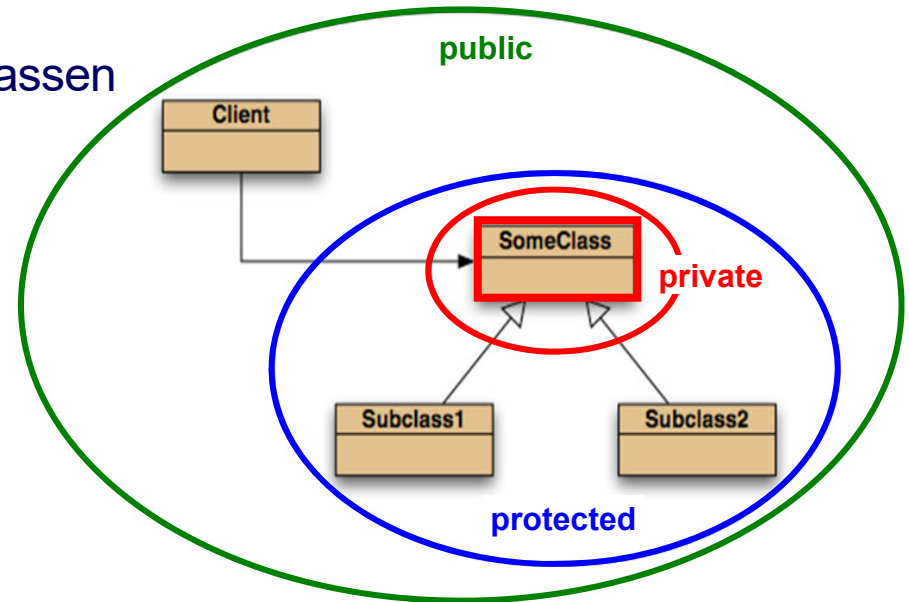 public
assen
Client
SomeClass
private
Subclass1
Subclass2
protected